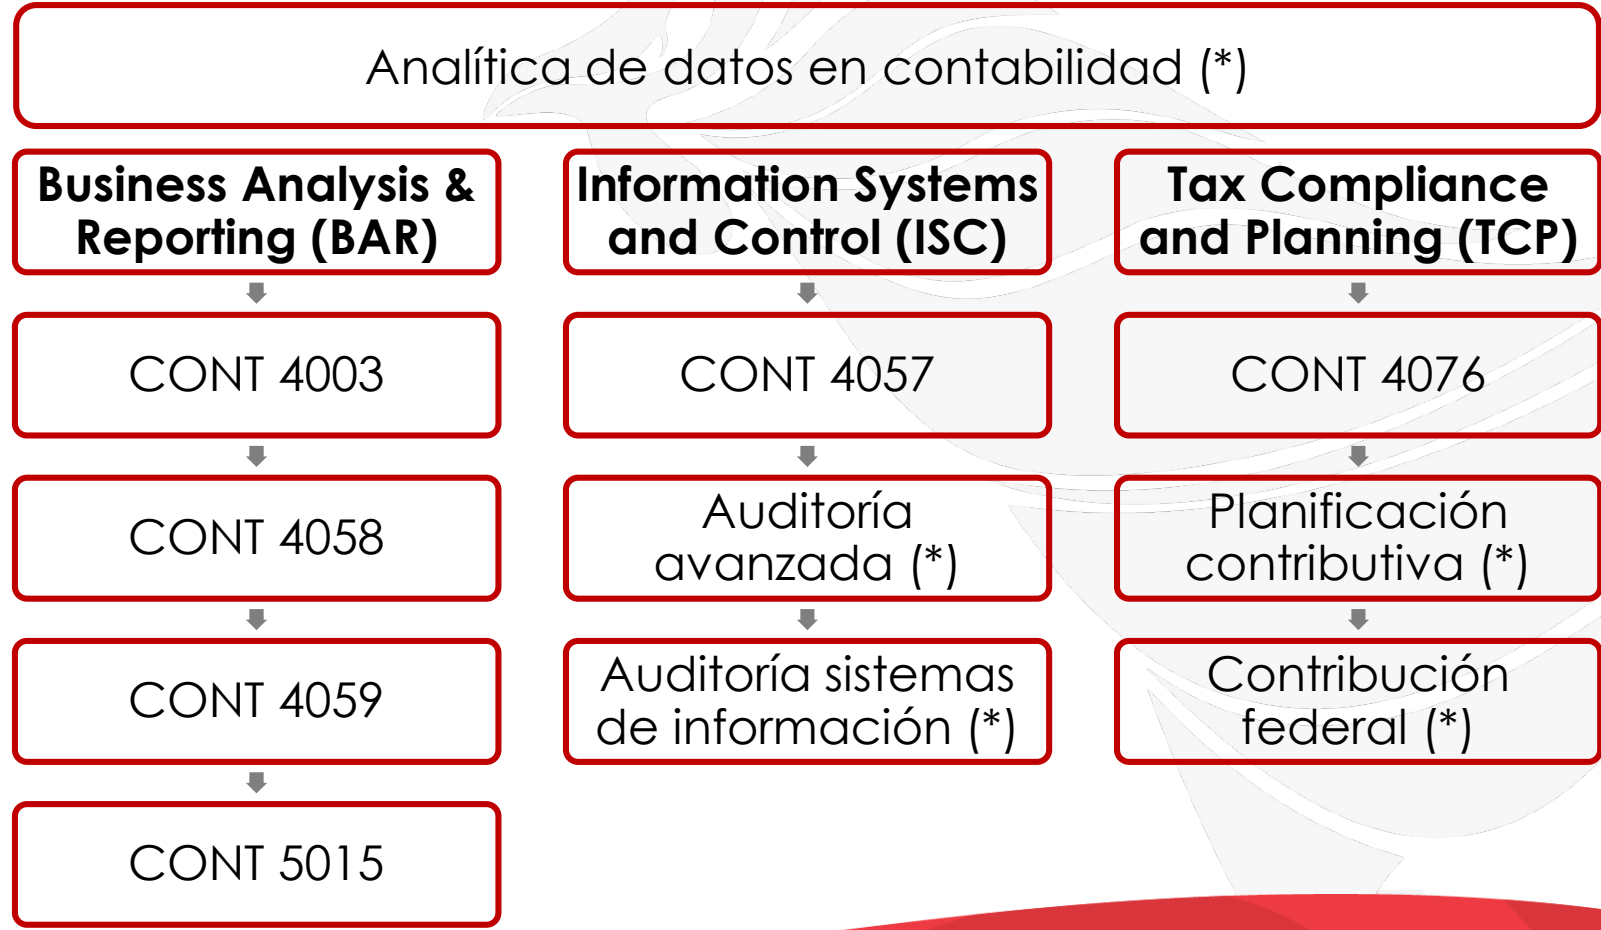 Analítica de datos en contabilidad (*)
Business Analysis &
Reporting (BAR)
CONT 4003
CONT 4058
CONT 4059
CONT 5015
Information Systems
and Control (ISC)
CONT 4057
Auditoría
avanzada (*)
Auditoría sistemas
de información (*)
Tax Compliance
and Planning (TCP)
CONT 4076
Planificación
contributiva (*)
Contribución
federal (*)